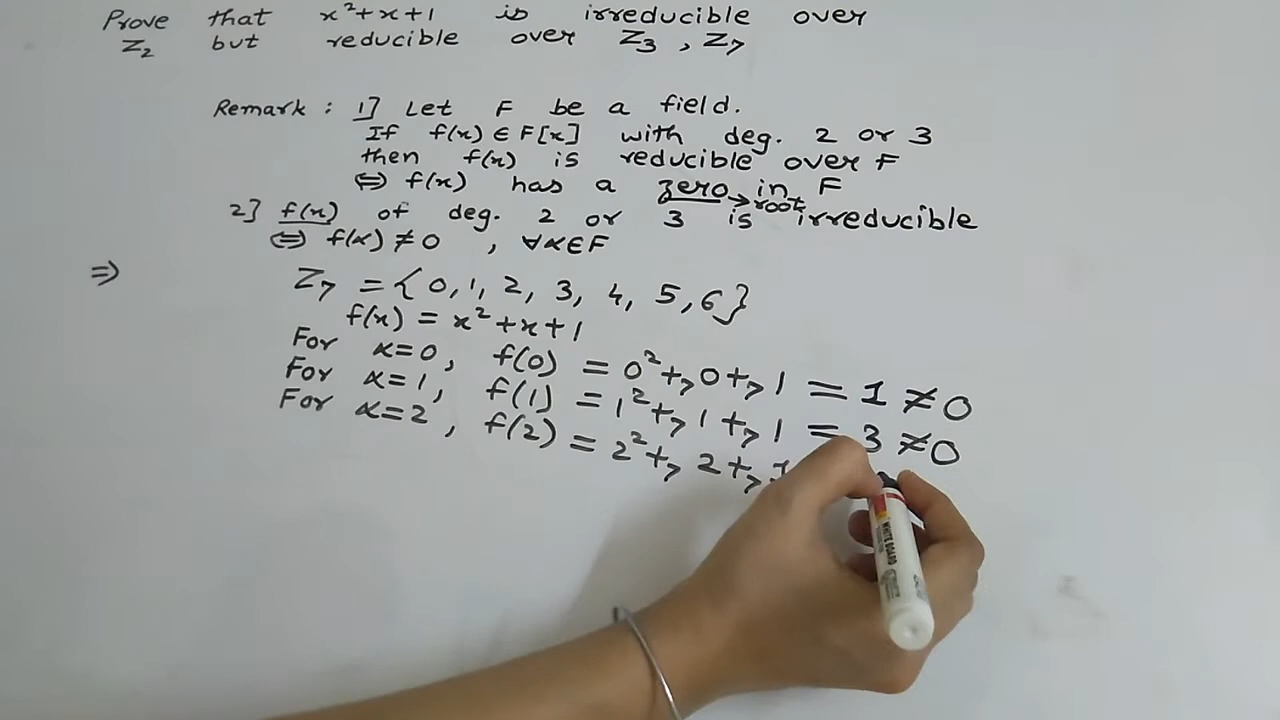 Prove that x²+x+1 is irreducible over
Z₂ but reducible over Z₃, Z₇
Remark : 1] Let F be a field.
If f(x) ∈ F[x] with deg. 2 or 3
then f(x) is reducible over F
⇔ f(x) has a zero in F
→ root
2] f(x) of deg. 2 or 3 is irreducible
⇔ f(α) ≠ 0 , ∀ α∈F
⇒ Z₇ = {0, 1, 2, 3, 4, 5, 6}
f(x) = x²+x+1
For α=0, f(0) = 0²+₇0+₇1 = 1 ≠ 0
For α=1, f(1) = 1²+₇1+₇1 = 3 ≠ 0
For α=2, f(2) = 2²+₇2+₇1
WHITE BOARD